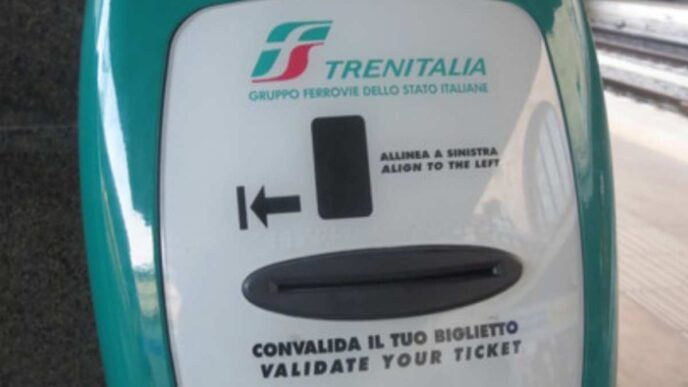 TRENITALIA
GRUPPO FERROVIE DELLO STATO ITALIANE
ALLINEA A SINISTRA
ALIGN TO THE LEFT
CONVALIDA IL TUO BIGLIETTO
VALIDATE YOUR TICKET